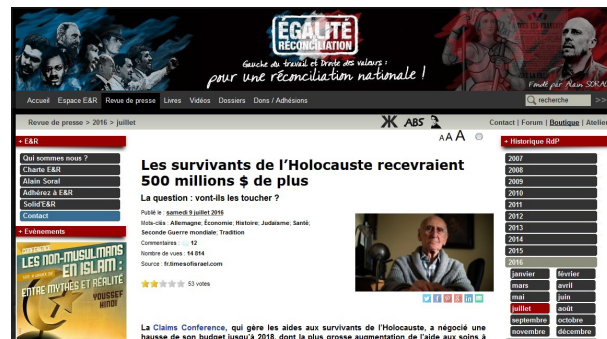 ÉGALITÉ
RÉCONCILIATION
Gauche du travail et Droite des valeurs :
pour une réconciliation nationale !
Fondé par Alain SORAL
Accueil Espace E&R Revue de presse Livres Vidéos Dossiers Dons / Adhésions
recherche >>
Revue de presse > 2016 > juillet
ABS
Contact | Forum | Boutique | Atelier
+ E&R
Qui sommes nous ?
Charte E&R
Alain Soral
Adhérez à E&R
Solid'E&R
Contact
+ Evénements
CONFÉRENCE
LES NON-MUSULMANS
EN ISLAM :
ENTRE MYTHES ET RÉALITÉ
YOUSSEF
HINDI
A A A
Les survivants de l'Holocauste recevraient
500 millions $ de plus
La question : vont-ils les toucher ?
Publié le : samedi 9 juillet 2016
Mots-clés : Allemagne; Économie; Histoire; Judaïsme; Santé;
Seconde Guerre mondiale; Tradition
Commentaires : 12
Nombre de vues : 14 814
Source : fr.timesofisrael.com
53 votes
La Claims Conference, qui gère les aides aux survivants de l'Holocauste, a négocié une
hausse de son budget jusqu'à 2018, dont la plus grosse augmentation de l'aide aux soins à
+ Historique RdP
2007
2008
2009
2010
2011
2012
2013
2014
2015
2016
janvier février
mars avril
mai juin
juillet août
septembre octobre
novembre décembre